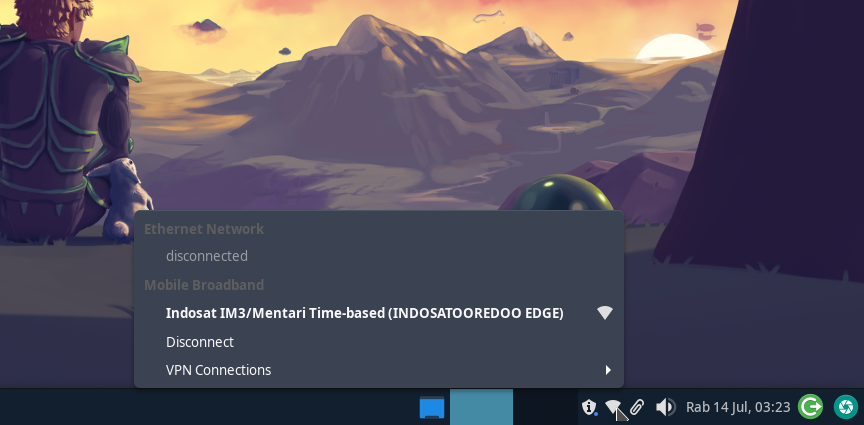 Ethernet Network
disconnected
Mobile Broadband
Indosat IM3/Mentari Time-based (INDOSATOOREDOO EDGE)
Disconnect
VPN Connections
Rab 14 Jul, 03:23